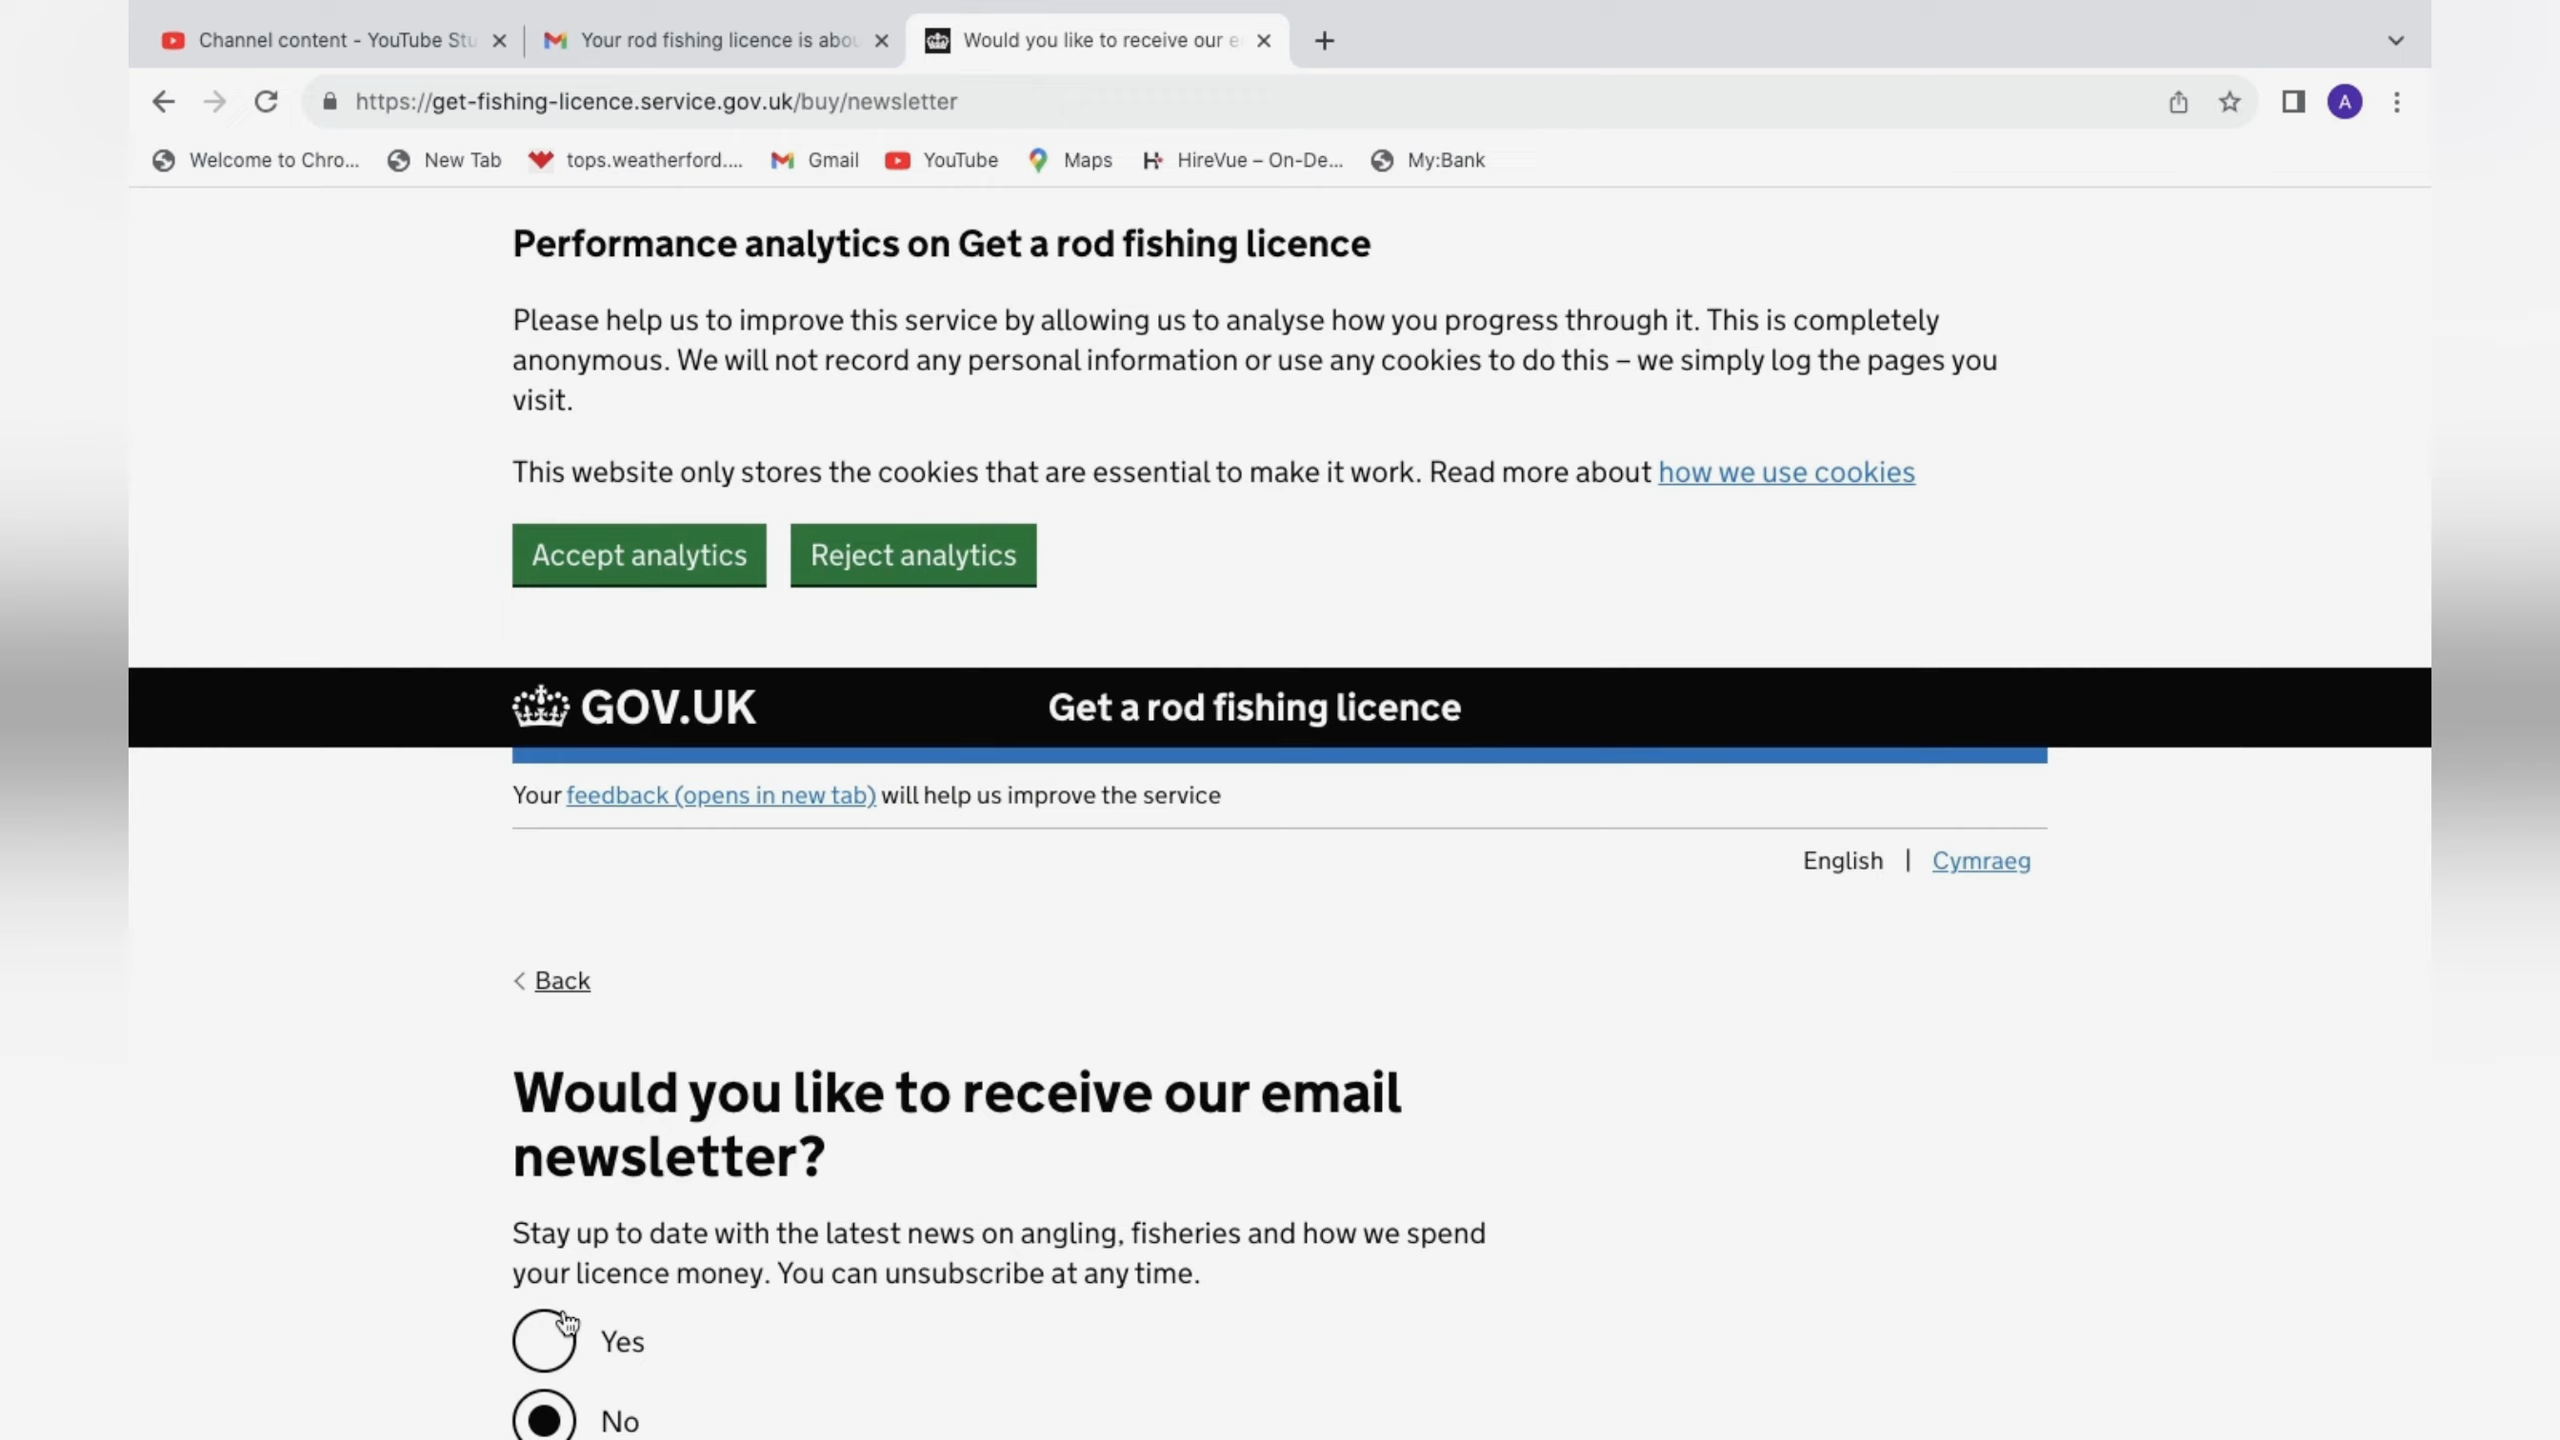 Channel content - YouTube Stu
Your rod fishing licence is abou
Would you like to receive our e
https://get-fishing-licence.service.gov.uk/buy/newsletter
A
Welcome to Chro...
New Tab
tops.weatherford....
Gmail
YouTube
Maps
HireVue – On-De...
My:Bank
Performance analytics on Get a rod fishing licence
Please help us to improve this service by allowing us to analyse how you progress through it. This is completely
anonymous. We will not record any personal information or use any cookies to do this – we simply log the pages you
visit.
This website only stores the cookies that are essential to make it work. Read more about how we use cookies
Accept analytics
Reject analytics
GOV.UK
Get a rod fishing licence
Your feedback (opens in new tab) will help us improve the service
English | Cymraeg
Back
Would you like to receive our email
newsletter?
Stay up to date with the latest news on angling, fisheries and how we spend
your licence money. You can unsubscribe at any time.
Yes
No